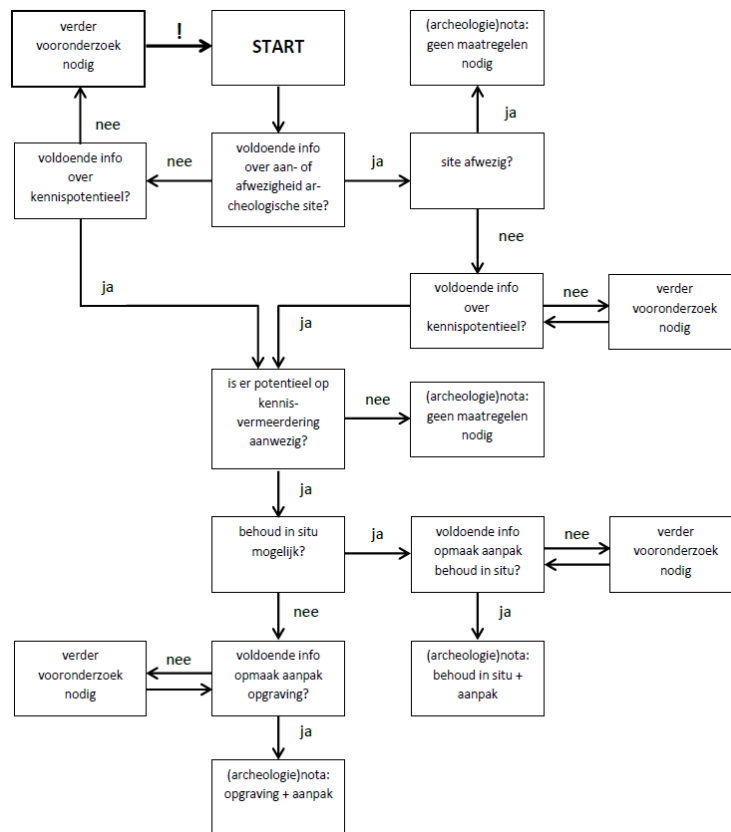 verder
vooronderzoek
nodig
!
START
(archeologie)nota:
geen maatregelen
nodig
nee
ja
voldoende info
over
kennispotentieel?
nee
voldoende info
over aan- of
afwezigheid ar-
cheologische site?
ja
site afwezig?
nee
ja
voldoende info
over
kennispotentieel?
nee
verder
vooronderzoek
nodig
ja
is er potentieel op
kennis-
vermeerdering
aanwezig?
nee
(archeologie)nota:
geen maatregelen
nodig
ja
behoud in situ
mogelijk?
ja
voldoende info
opmaak aanpak
behoud in situ?
nee
verder
vooronderzoek
nodig
nee
ja
verder
vooronderzoek
nodig
nee
voldoende info
opmaak aanpak
opgraving?
(archeologie)nota:
behoud in situ +
aanpak
ja
(archeologie)nota:
opgraving + aanpak